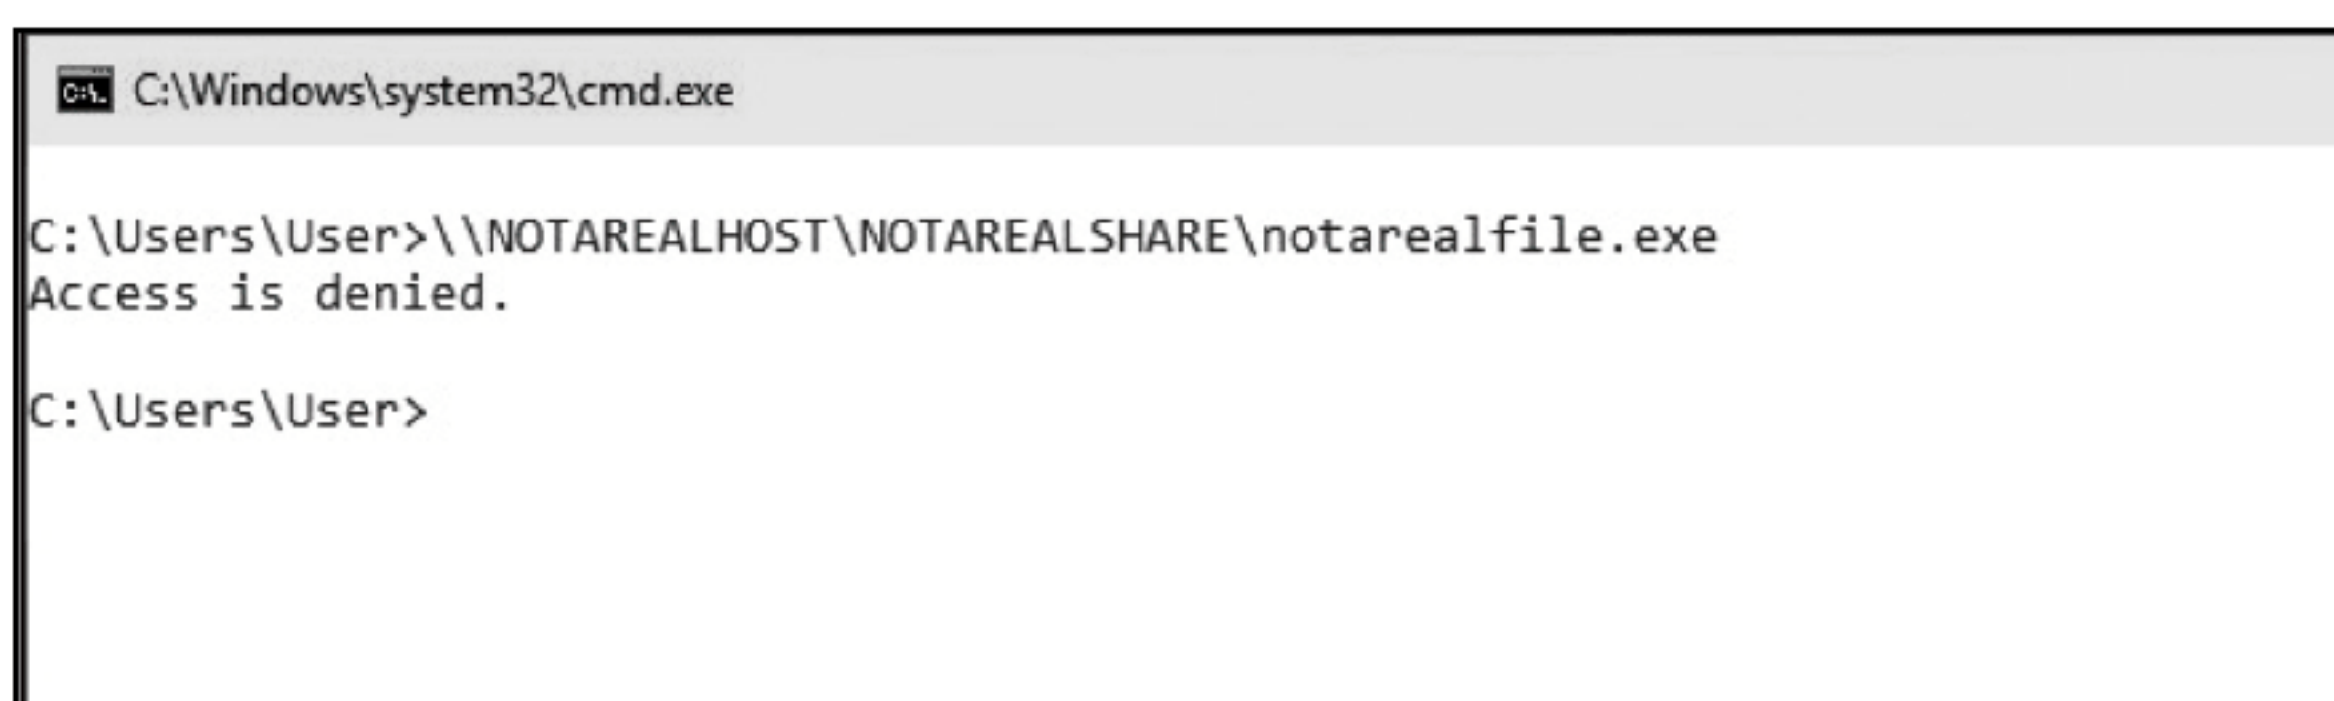 C:\Windows\system32\cmd.exe
C:\Users\User>\\NOTAREALHOST\NOTAREALSHARE\notarealfile.exe
Access is denied.
C:\Users\User>